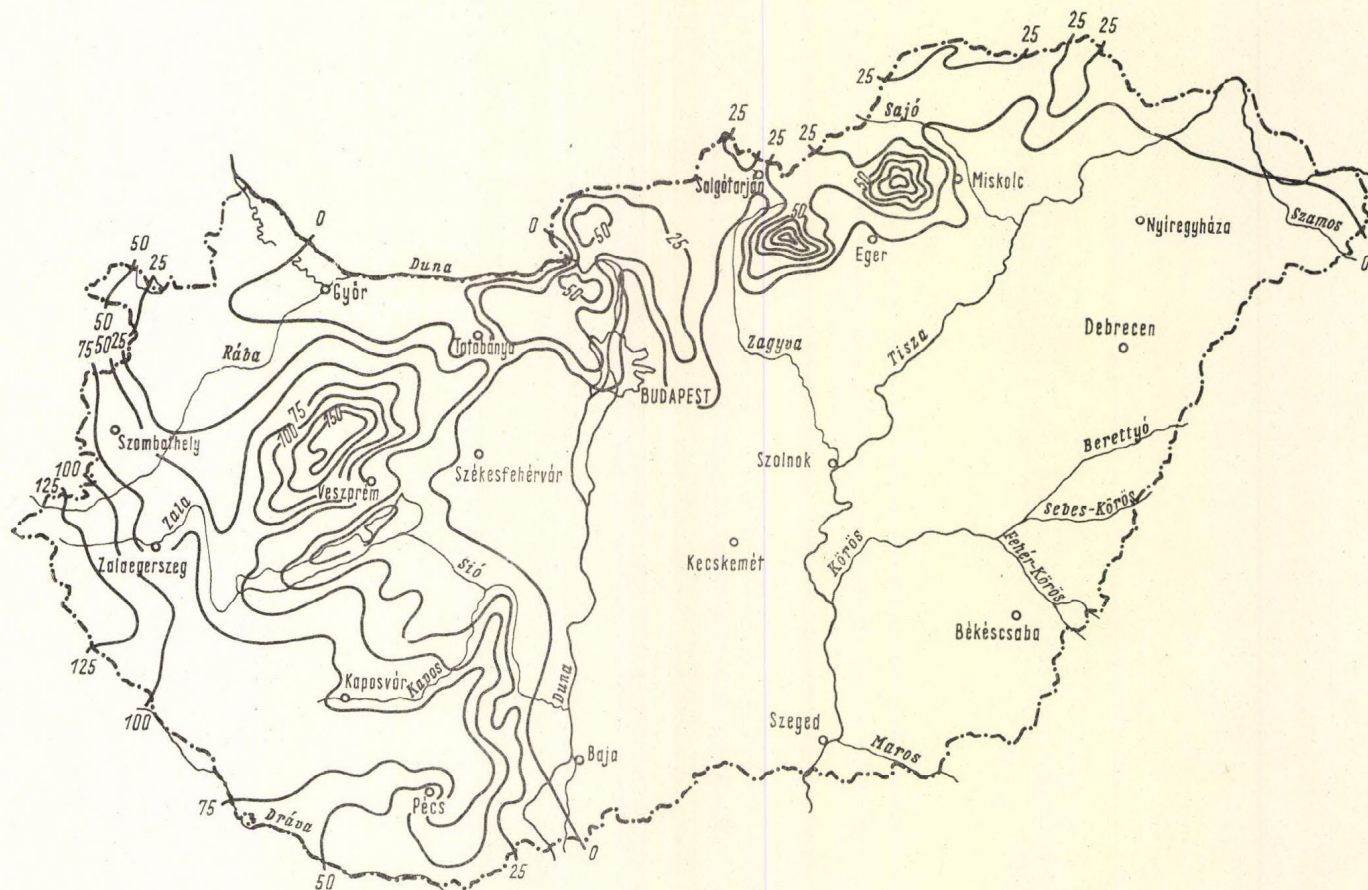 25
25
25
25
Sajó
25
25
25
Salgótarján
50
Miskolc
Szamos
Nyíregyháza
0
0
0
50
25
50
Eger
0
Duna
50
25
Győr
50
75
50
25
Tatabánya
Zagyva
Tisza
Debrecen
Rába
BUDAPEST
75
100
150
Szombathely
Berettyó
Szolnok
Székesfehérvár
100
125
Veszprém
Sebes-Körös
Zala
Zalaegerszeg
Kecskemét
Körös
Fehér-Körös
Sió
Békéscsaba
125
Kaposvár
Kapos
Duna
100
Szeged
Maros
Baja
75
Pécs
Dráva
50
25
0